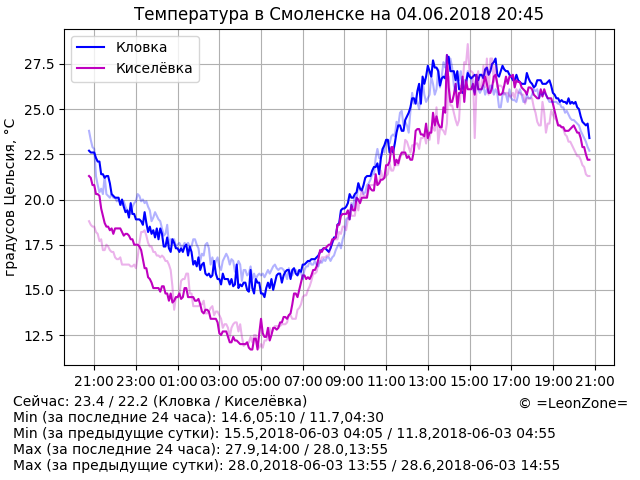 Температура в Смоленске на 04.06.2018 20:45
Кловка
Киселёвка
градусов Цельсия, °C
27.5
25.0
22.5
20.0
17.5
15.0
12.5
21:00 23:00 01:00 03:00 05:00 07:00 09:00 11:00 13:00 15:00 17:00 19:00 21:00
Сейчас: 23.4 / 22.2 (Кловка / Киселёвка)
© =LeonZone=
Min (за последние 24 часа): 14.6,05:10 / 11.7,04:30
Min (за предыдущие сутки): 15.5,2018-06-03 04:05 / 11.8,2018-06-03 04:55
Max (за последние 24 часа): 27.9,14:00 / 28.0,13:55
Max (за предыдущие сутки): 28.0,2018-06-03 13:55 / 28.6,2018-06-03 14:55